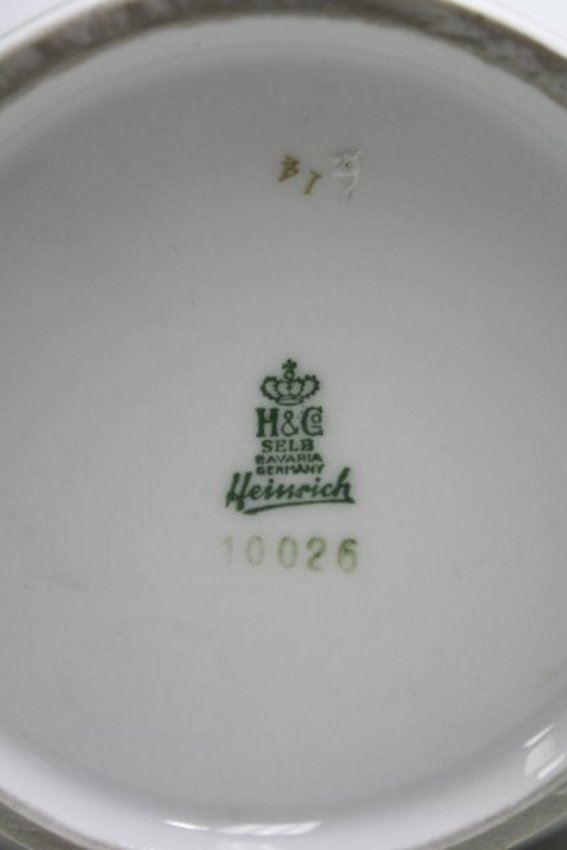 H&Co
SELB
BAVARIA
GERMANY
Heinrich
10026